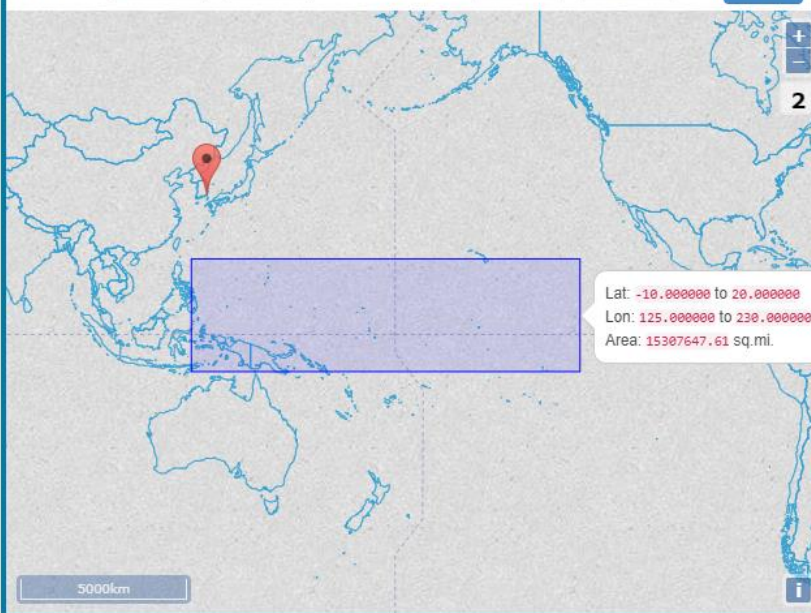 +
−
2
Lat: -10.000000 to 20.000000
Lon: 125.000000 to 230.000000
Area: 15307647.61 sq.mi.
5000km
i